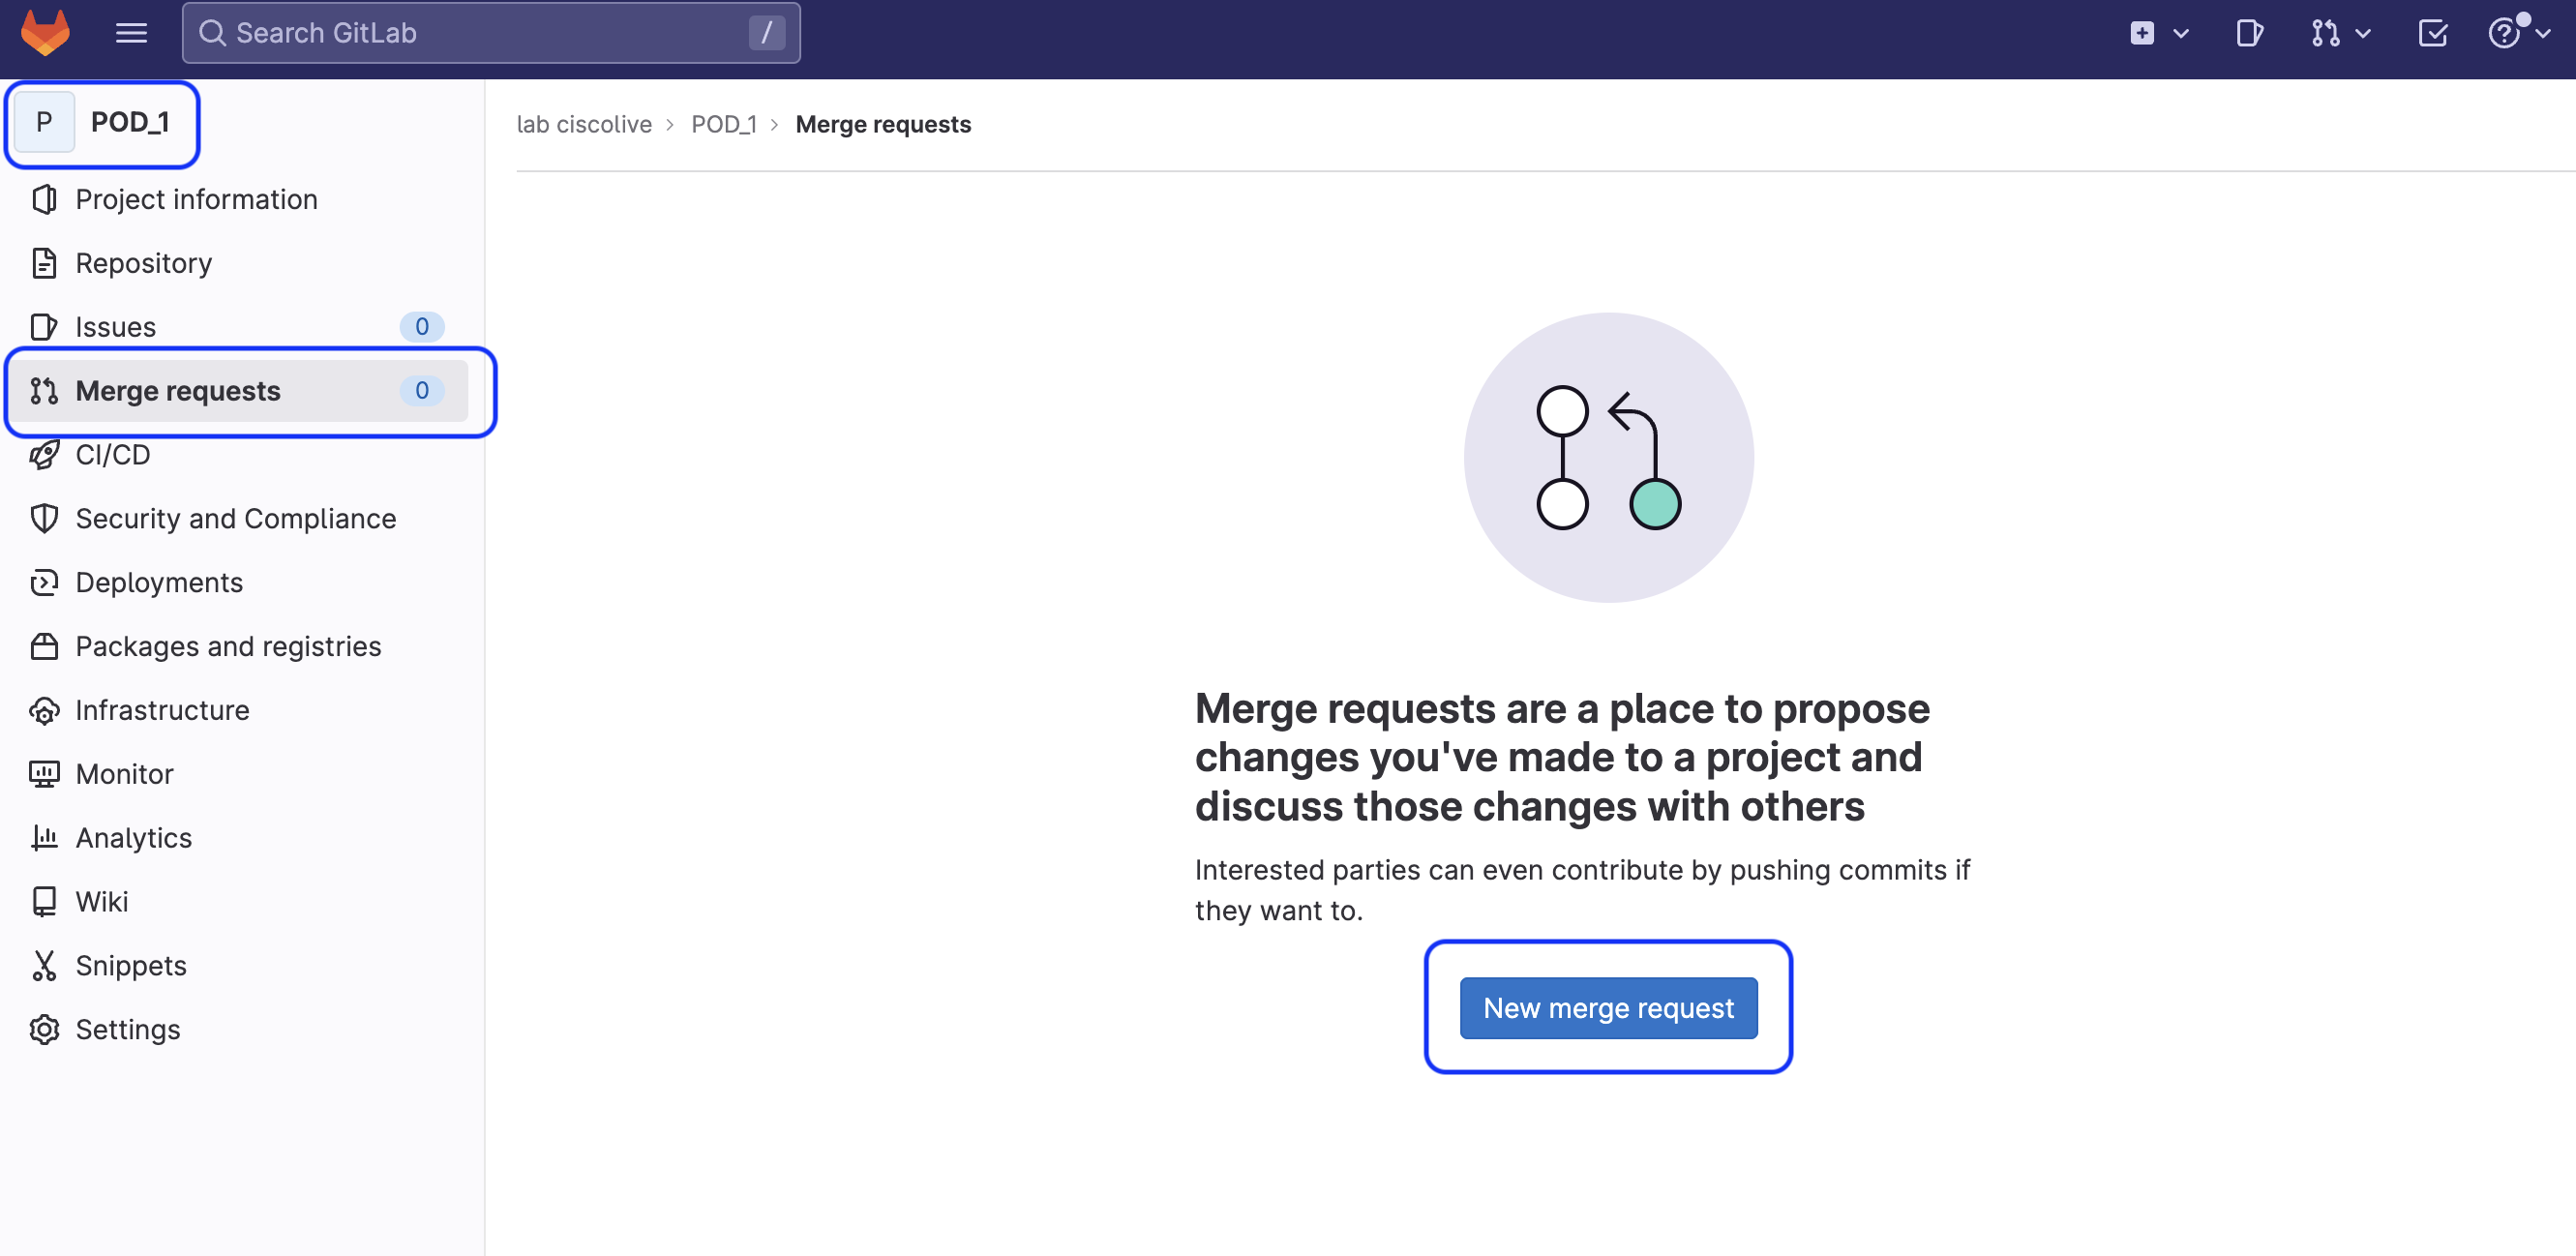 Search GitLab /
P POD_1
Project information
Repository
Issues 0
Merge requests 0
CI/CD
Security and Compliance
Deployments
Packages and registries
Infrastructure
Monitor
Analytics
Wiki
Snippets
Settings
lab ciscolive > POD_1 > Merge requests
Merge requests are a place to propose
changes you've made to a project and
discuss those changes with others
Interested parties can even contribute by pushing commits if
they want to.
New merge request